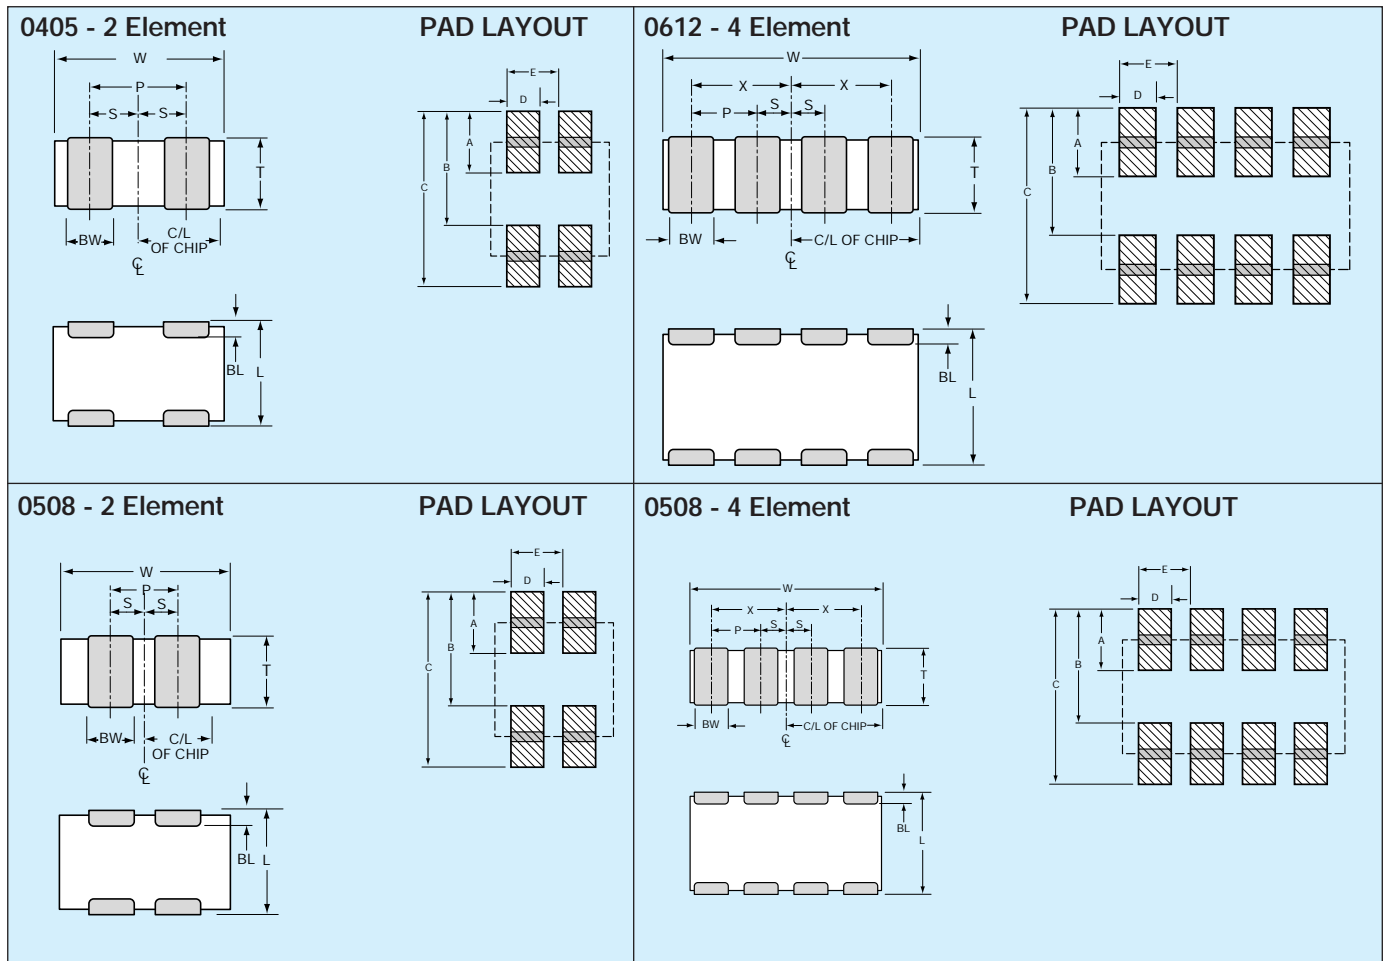 0405 - 2 Element
PAD LAYOUT
W
P
S
S
T
BW
C/L
OF CHIP
℄
BL
L
E
D
A
B
C
0612 - 4 Element
PAD LAYOUT
W
X
X
P
S
S
T
BW
C/L OF CHIP
℄
BL
L
E
D
A
B
C
0508 - 2 Element
PAD LAYOUT
W
P
S
S
T
BW
C/L
OF CHIP
℄
BL
L
E
D
A
B
C
0508 - 4 Element
PAD LAYOUT
W
X
X
P
S
S
T
BW
C/L OF CHIP
℄
BL
L
E
D
A
B
C